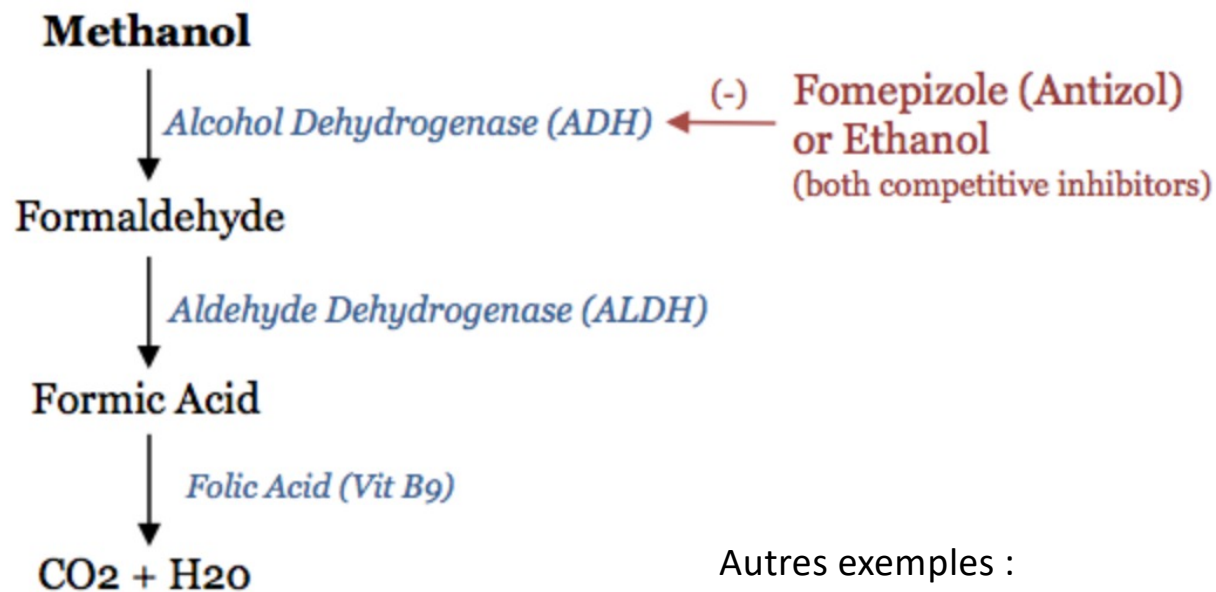 Methanol
Alcohol Dehydrogenase (ADH)
(-)
Fomepizole (Antizol)
or Ethanol
(both competitive inhibitors)
Formaldehyde
Aldehyde Dehydrogenase (ALDH)
Formic Acid
Folic Acid (Vit B9)
CO2 + H20
Autres exemples :